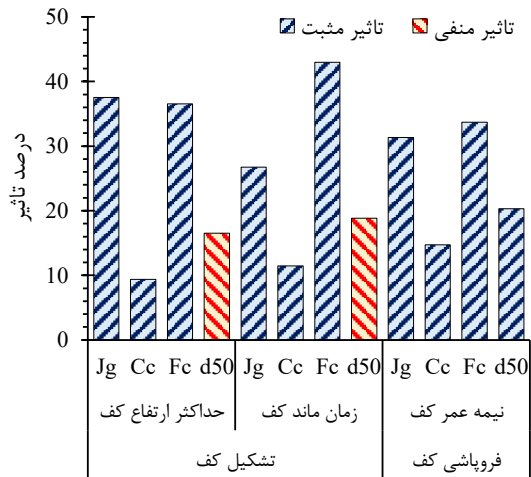 تاثیر مثبت تاثیر منفی
درصد تاثیر
50
40
30
20
10
0
Jg Cc Fc d50 Jg Cc Fc d50 Jg Cc Fc d50
حداکثر ارتفاع کف زمان ماند کف نیمه عمر کف
تشکیل کف فروپاشی کف